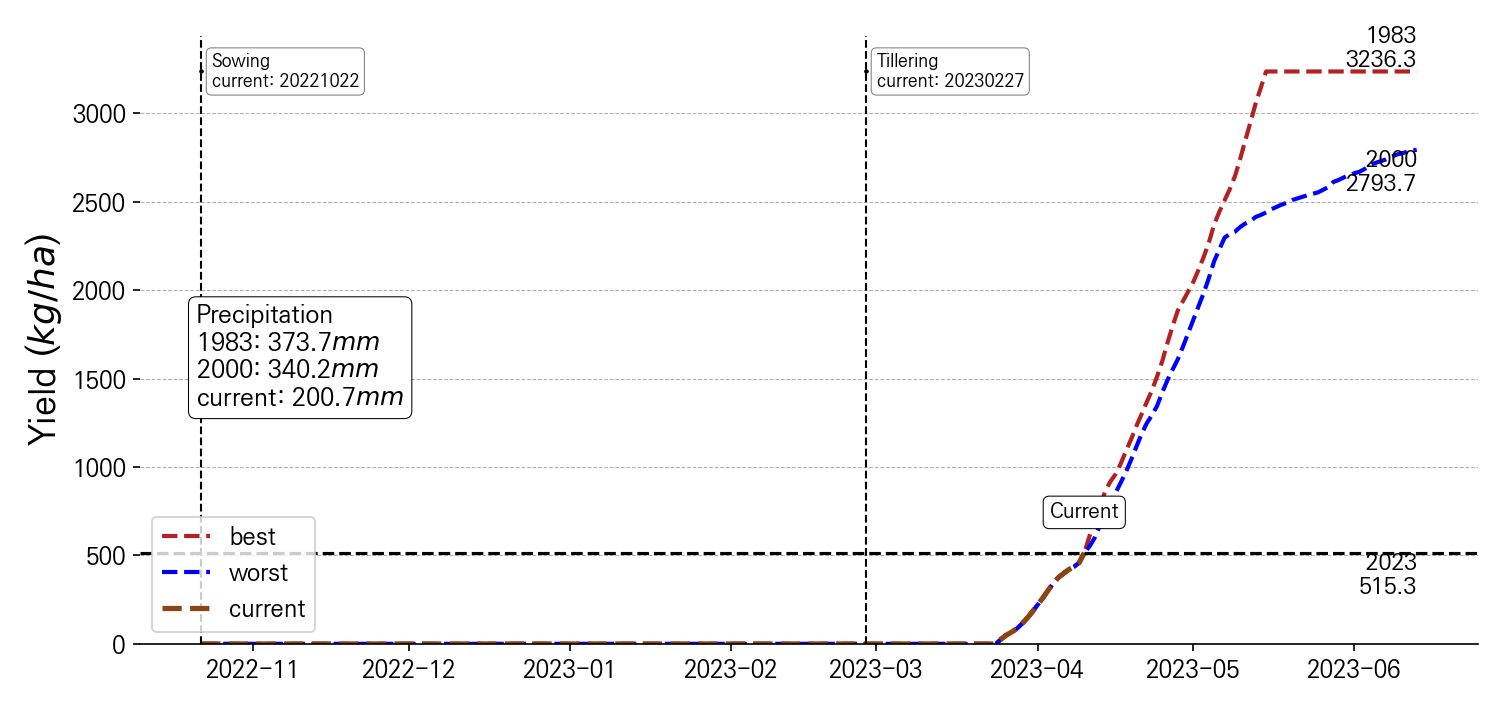 1983
3236.3
Sowing
current: 20221022
Tillering
current: 20230227
3000
2000
2793.7
2500
2000
Precipitation
1983: 373.7mm
2000: 340.2mm
current: 200.7mm
1500
1000
500
0
Yield (kg/ha)
Current
best
worst
current
2023
515.3
2022-11
2022-12
2023-01
2023-02
2023-03
2023-04
2023-05
2023-06